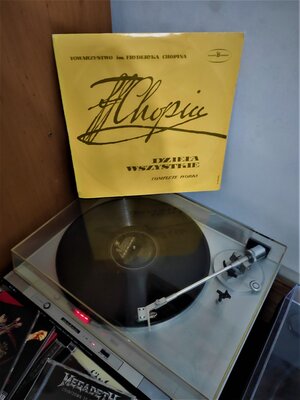 TOWARZYSTWO im. FRYDERYKA CHOPINA
FChopin
DZIEŁA
WSZYSTKIE
COMPLETE WORKS
MEGADETH